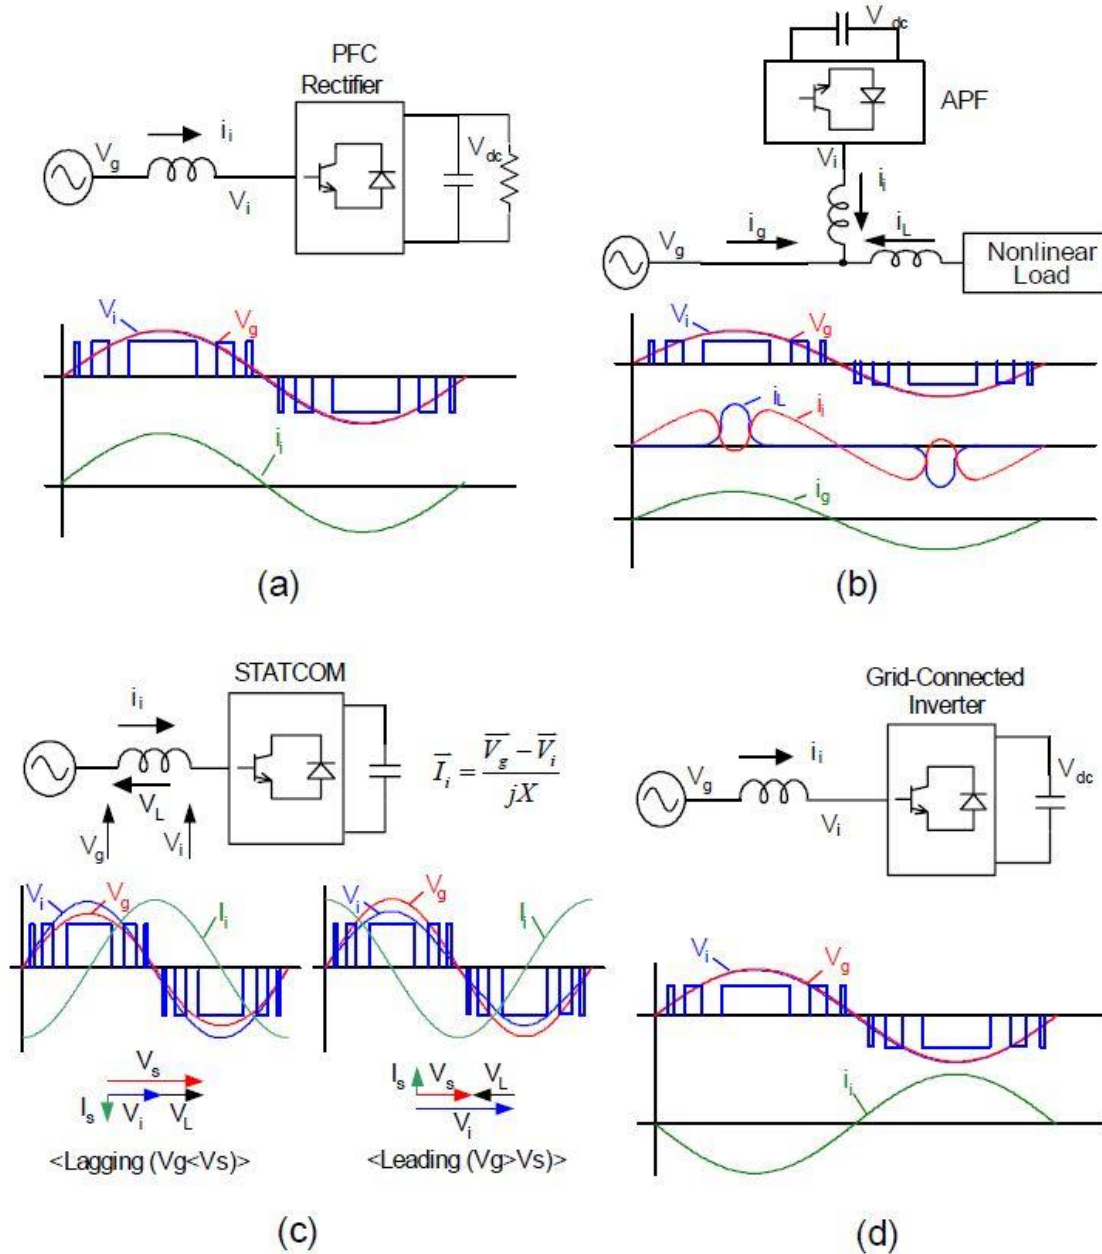 PFC
Rectifier
V_g
i_i
V_i
V_dc
V_i
V_g
i_i
(a)
V_dc
APF
V_i
i_i
i_g
i_L
V_g
Nonlinear
Load
V_i
V_g
i_L
i_i
i_g
(b)
STATCOM
i_i
V_L
V_g
V_i
I_i = V_g - V_i
jX
V_i
V_g
I_i
V_i
V_g
I_i
V_s
I_s
V_i
V_L
<Lagging (Vg<Vs)>
I_s
V_s
V_L
V_i
<Leading (Vg>Vs)>
(c)
Grid-Connected
Inverter
V_g
i_i
V_i
V_dc
V_i
V_g
i_i
(d)